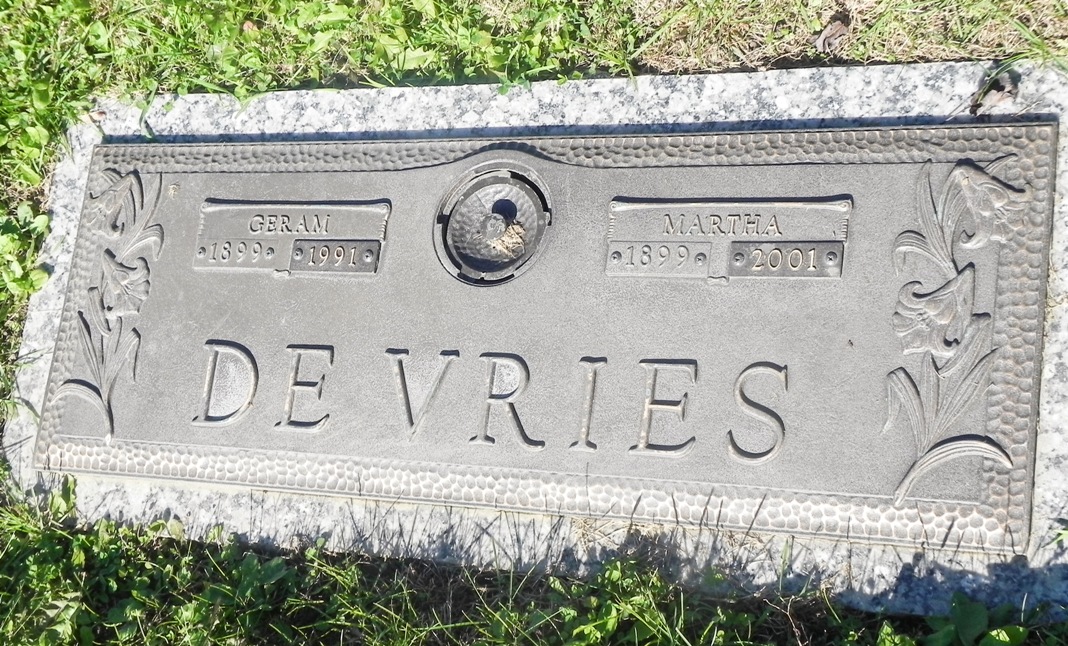 GERAM
1899 1991
MARTHA
1899 2001
DE VRIES